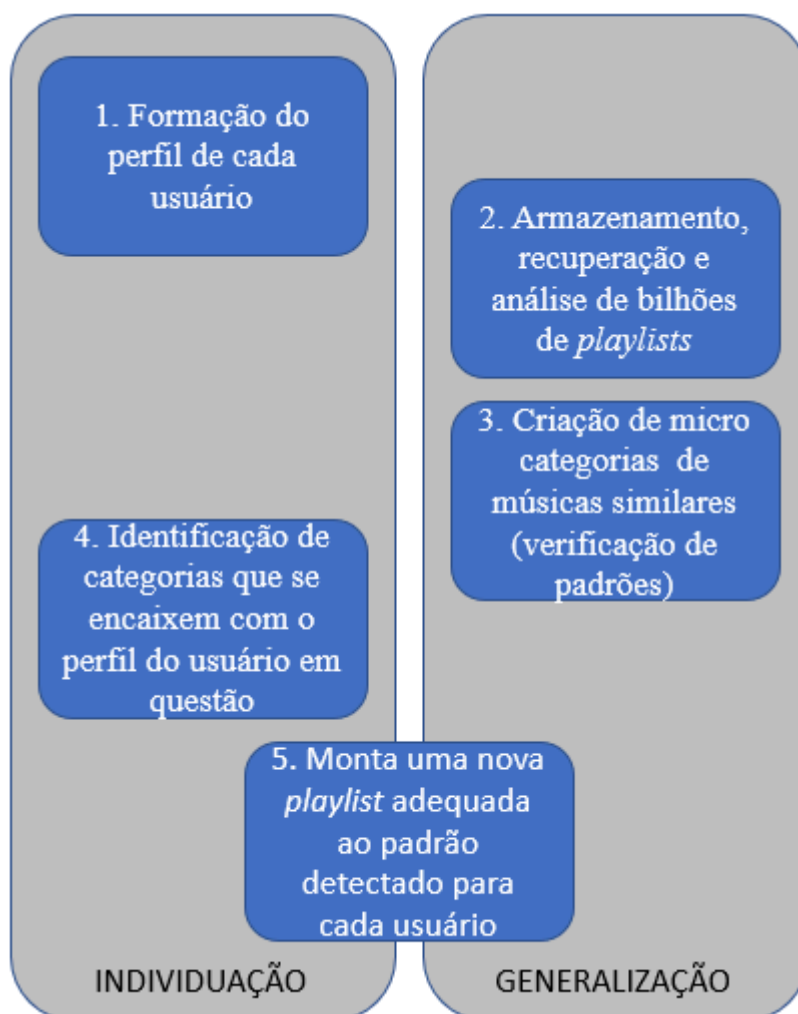 1. Formação do
perfil de cada
usuário
2. Armazenamento,
recuperação e
análise de bilhões
de playlists
3. Criação de micro
categorias de
músicas similares
(verificação de
padrões)
4. Identificação de
categorias que se
encaixem com o
perfil do usuário em
questão
5. Monta uma nova
playlist adequada
ao padrão
detectado para
cada usuário
INDIVIDUAÇÃO
GENERALIZAÇÃO